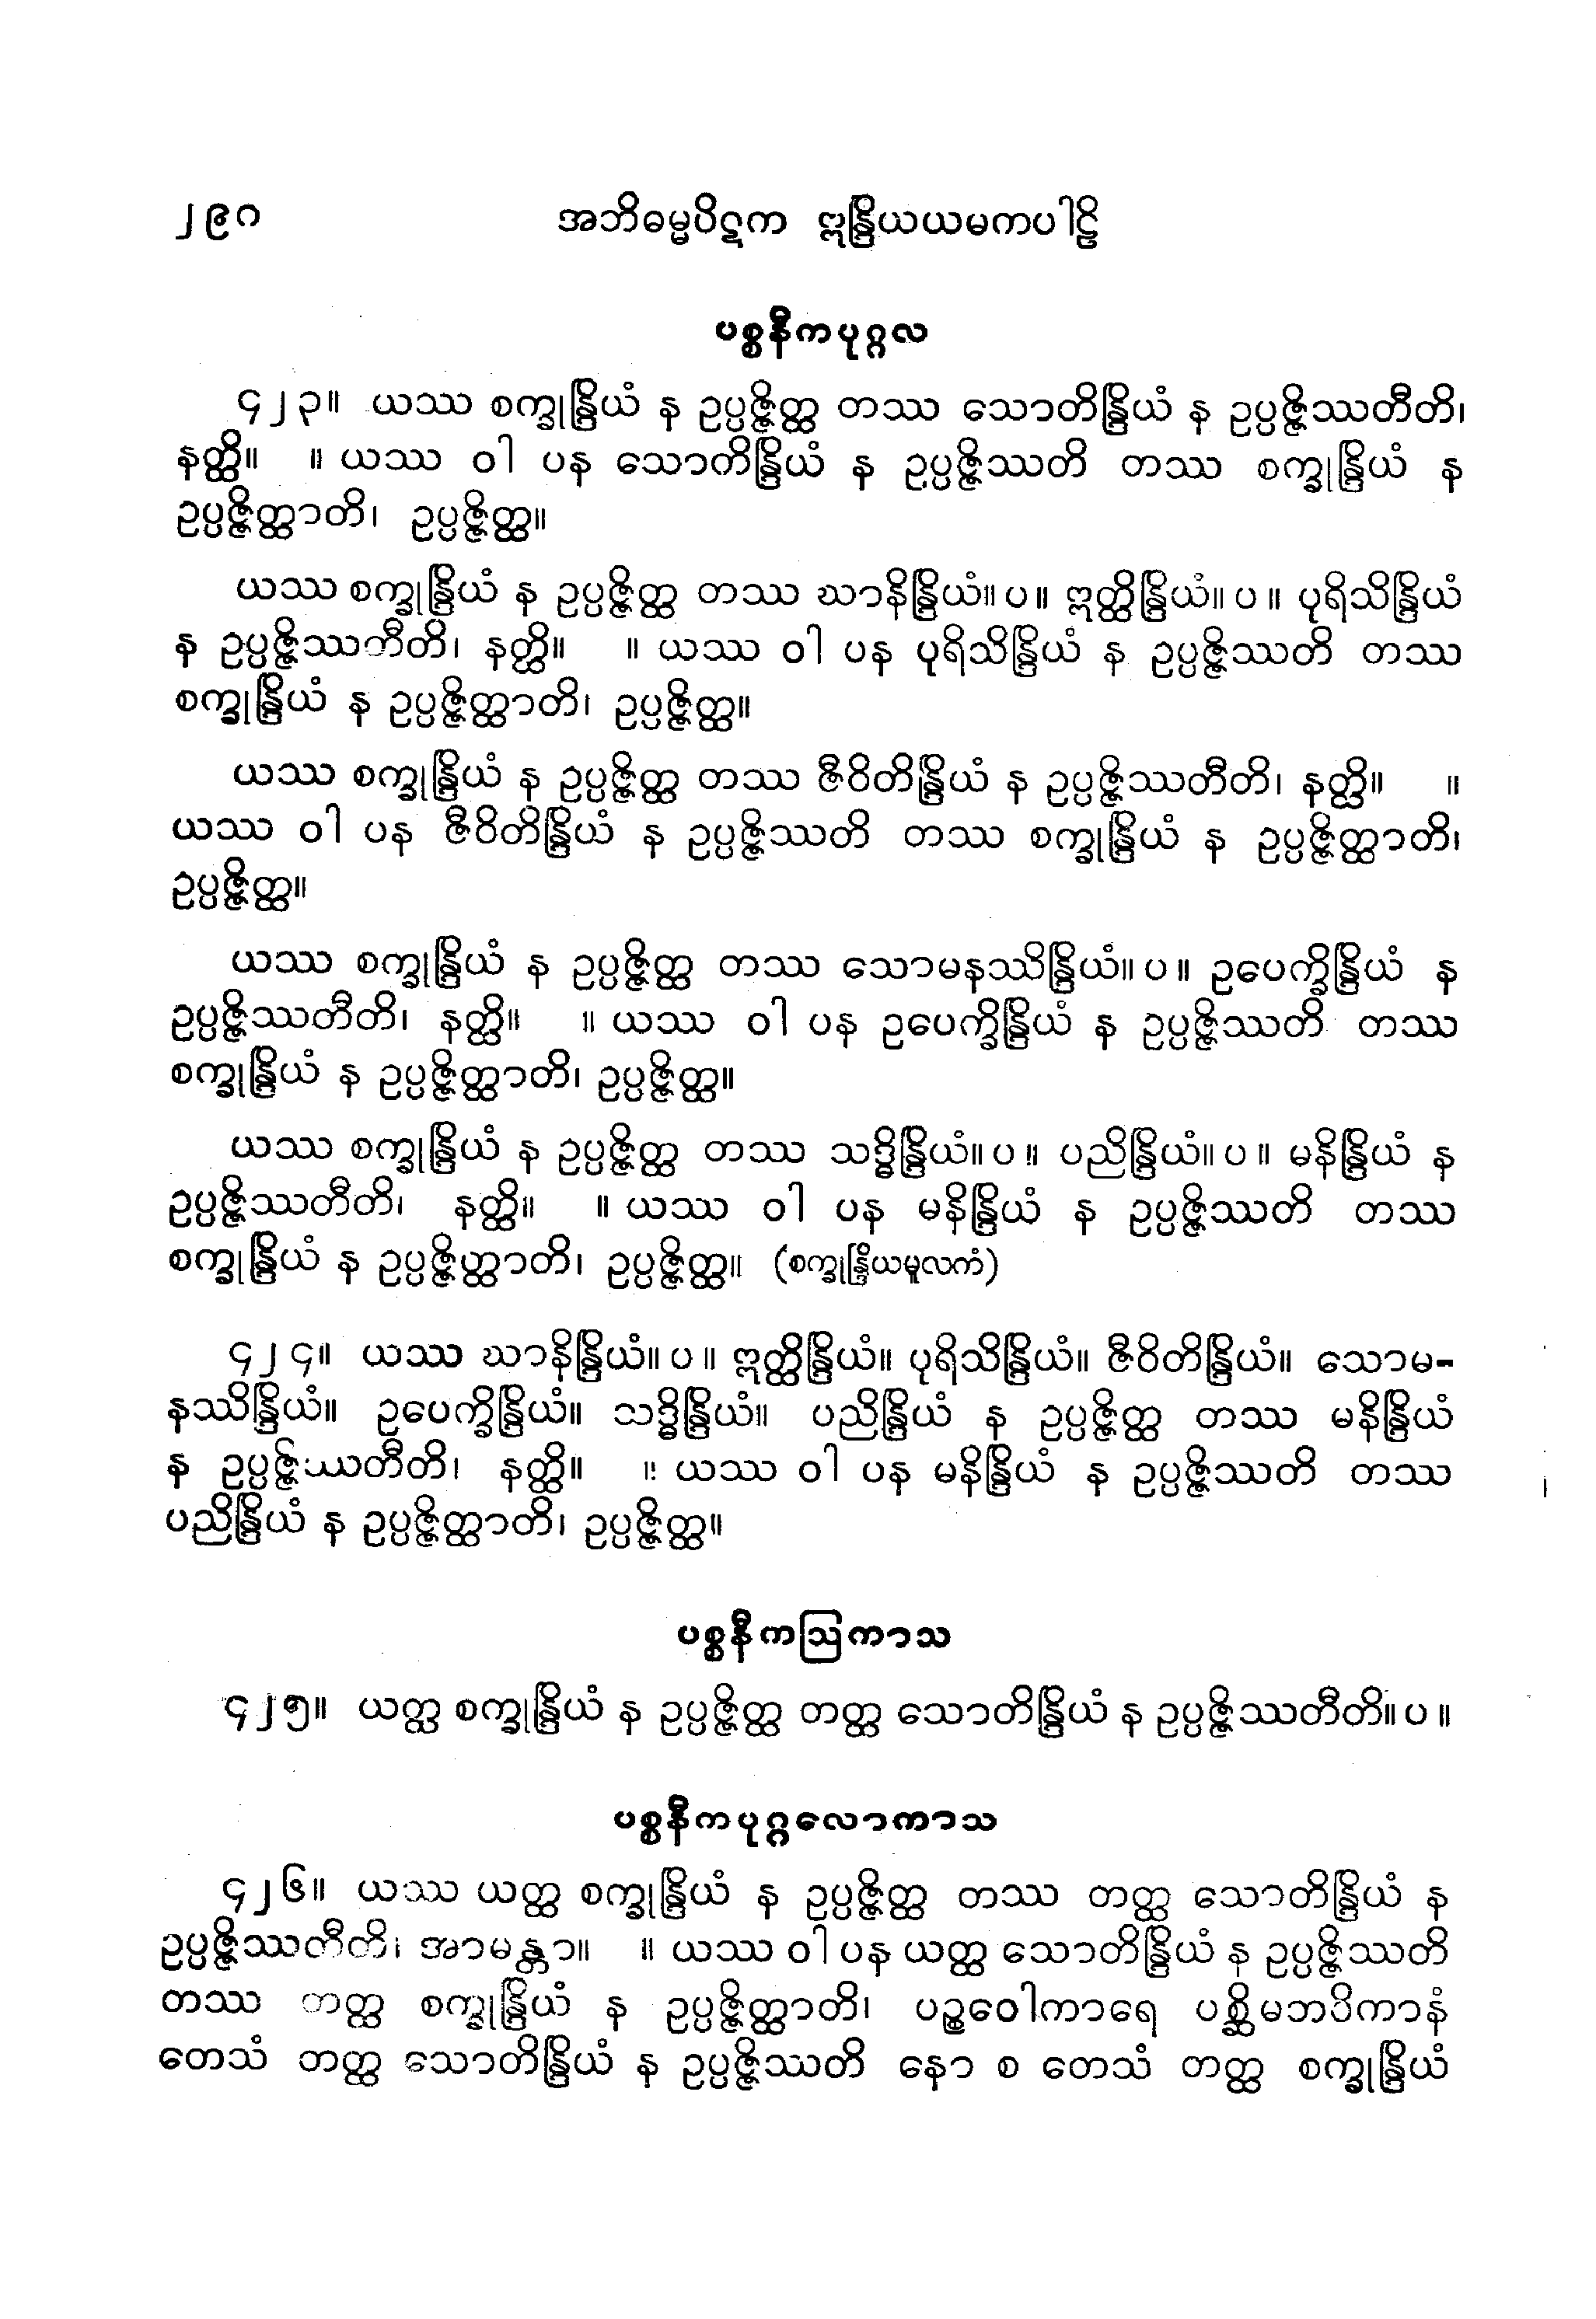 ၂၉၀ အဘိဓမ္မပိဋက ဣန္ဒြိယယမကပါဠိ
ပစ္စနီကပုဂ္ဂလ
၄၂၃။ ယဿ စက္ခုန္ဒြိယံ န ဥပ္ပဇ္ဇိတ္ထ တဿ သောတိန္ဒြိယံ န ဥပ္ပဇ္ဇိဿတီတိ၊
နတ္ထိ။ ။ ယဿ ဝါ ပန သောတိန္ဒြိယံ န ဥပ္ပဇ္ဇိဿတိ တဿ စက္ခုန္ဒြိယံ န
ဥပ္ပဇ္ဇိတ္ထာတိ၊ ဥပ္ပဇ္ဇိတ္ထ။
ယဿ စက္ခုန္ဒြိယံ န ဥပ္ပဇ္ဇိတ္ထ တဿ ဃာနိန္ဒြိယံ။ပ။ ဣတ္ထိန္ဒြိယံ။ပ။ ပုရိသိန္ဒြိယံ
န ဥပ္ပဇ္ဇိဿတီတိ၊ နတ္ထိ။ ။ ယဿ ဝါ ပန ပုရိသိန္ဒြိယံ န ဥပ္ပဇ္ဇိဿတိ တဿ
စက္ခုန္ဒြိယံ န ဥပ္ပဇ္ဇိတ္ထာတိ၊ ဥပ္ပဇ္ဇိတ္ထ။
ယဿ စက္ခုန္ဒြိယံ န ဥပ္ပဇ္ဇိတ္ထ တဿ ဇီဝိတိန္ဒြိယံ န ဥပ္ပဇ္ဇိဿတီတိ၊ နတ္ထိ။ ။
ယဿ ဝါ ပန ဇီဝိတိန္ဒြိယံ န ဥပ္ပဇ္ဇိဿတိ တဿ စက္ခုန္ဒြိယံ န ဥပ္ပဇ္ဇိတ္ထာတိ၊
ဥပ္ပဇ္ဇိတ္ထ။
ယဿ စက္ခုန္ဒြိယံ န ဥပ္ပဇ္ဇိတ္ထ တဿ သောမနဿိန္ဒြိယံ။ပ။ ဥပေက္ခိန္ဒြိယံ န
ဥပ္ပဇ္ဇိဿတီတိ၊ နတ္ထိ။ ။ ယဿ ဝါ ပန ဥပေက္ခိန္ဒြိယံ န ဥပ္ပဇ္ဇိဿတိ တဿ
စက္ခုန္ဒြိယံ န ဥပ္ပဇ္ဇိတ္ထာတိ၊ ဥပ္ပဇ္ဇိတ္ထ။
ယဿ စက္ခုန္ဒြိယံ န ဥပ္ပဇ္ဇိတ္ထ တဿ သဒ္ဓိန္ဒြိယံ။ပ။ ပညိန္ဒြိယံ။ပ။ မနိန္ဒြိယံ န
ဥပ္ပဇ္ဇိဿတီတိ၊ နတ္ထိ။ ။ ယဿ ဝါ ပန မနိန္ဒြိယံ န ဥပ္ပဇ္ဇိဿတိ တဿ
စက္ခုန္ဒြိယံ န ဥပ္ပဇ္ဇိတ္ထာတိ၊ ဥပ္ပဇ္ဇိတ္ထ။ (စက္ခုန္ဒြိယမူလကံ)
၄၂၄။ ယဿ ဃာနိန္ဒြိယံ။ပ။ ဣတ္ထိန္ဒြိယံ။ ပုရိသိန္ဒြိယံ။ ဇီဝိတိန္ဒြိယံ။ သောမ-
နဿိန္ဒြိယံ။ ဥပေက္ခိန္ဒြိယံ။ သဒ္ဓိန္ဒြိယံ။ ပညိန္ဒြိယံ န ဥပ္ပဇ္ဇိတ္ထ တဿ မနိန္ဒြိယံ
န ဥပ္ပဇ္ဇိဿတီတိ၊ နတ္ထိ။ ။ ယဿ ဝါ ပန မနိန္ဒြိယံ န ဥပ္ပဇ္ဇိဿတိ တဿ
ပညိန္ဒြိယံ န ဥပ္ပဇ္ဇိတ္ထာတိ၊ ဥပ္ပဇ္ဇိတ္ထ။
ပစ္စနီကဩကာသ
၄၂၅။ ယတ္ထ စက္ခုန္ဒြိယံ န ဥပ္ပဇ္ဇိတ္ထ တတ္ထ သောတိန္ဒြိယံ န ဥပ္ပဇ္ဇိဿတီတိ။ပ။
ပစ္စနီကပုဂ္ဂလောကာသ
၄၂၆။ ယဿ ယတ္ထ စက္ခုန္ဒြိယံ န ဥပ္ပဇ္ဇိတ္ထ တဿ တတ္ထ သောတိန္ဒြိယံ န
ဥပ္ပဇ္ဇိဿတီတိ၊ အာမန္တာ။ ။ ယဿ ဝါ ပန ယတ္ထ သောတိန္ဒြိယံ န ဥပ္ပဇ္ဇိဿတိ
တဿ တတ္ထ စက္ခုန္ဒြိယံ န ဥပ္ပဇ္ဇိတ္ထာတိ၊ ပဉ္စဝေါကာရေ ပစ္ဆိမဘဝိကာနံ
တေသံ တတ္ထ သောတိန္ဒြိယံ န ဥပ္ပဇ္ဇိဿတိ နော စ တေသံ တတ္ထ စက္ခုန္ဒြိယံ